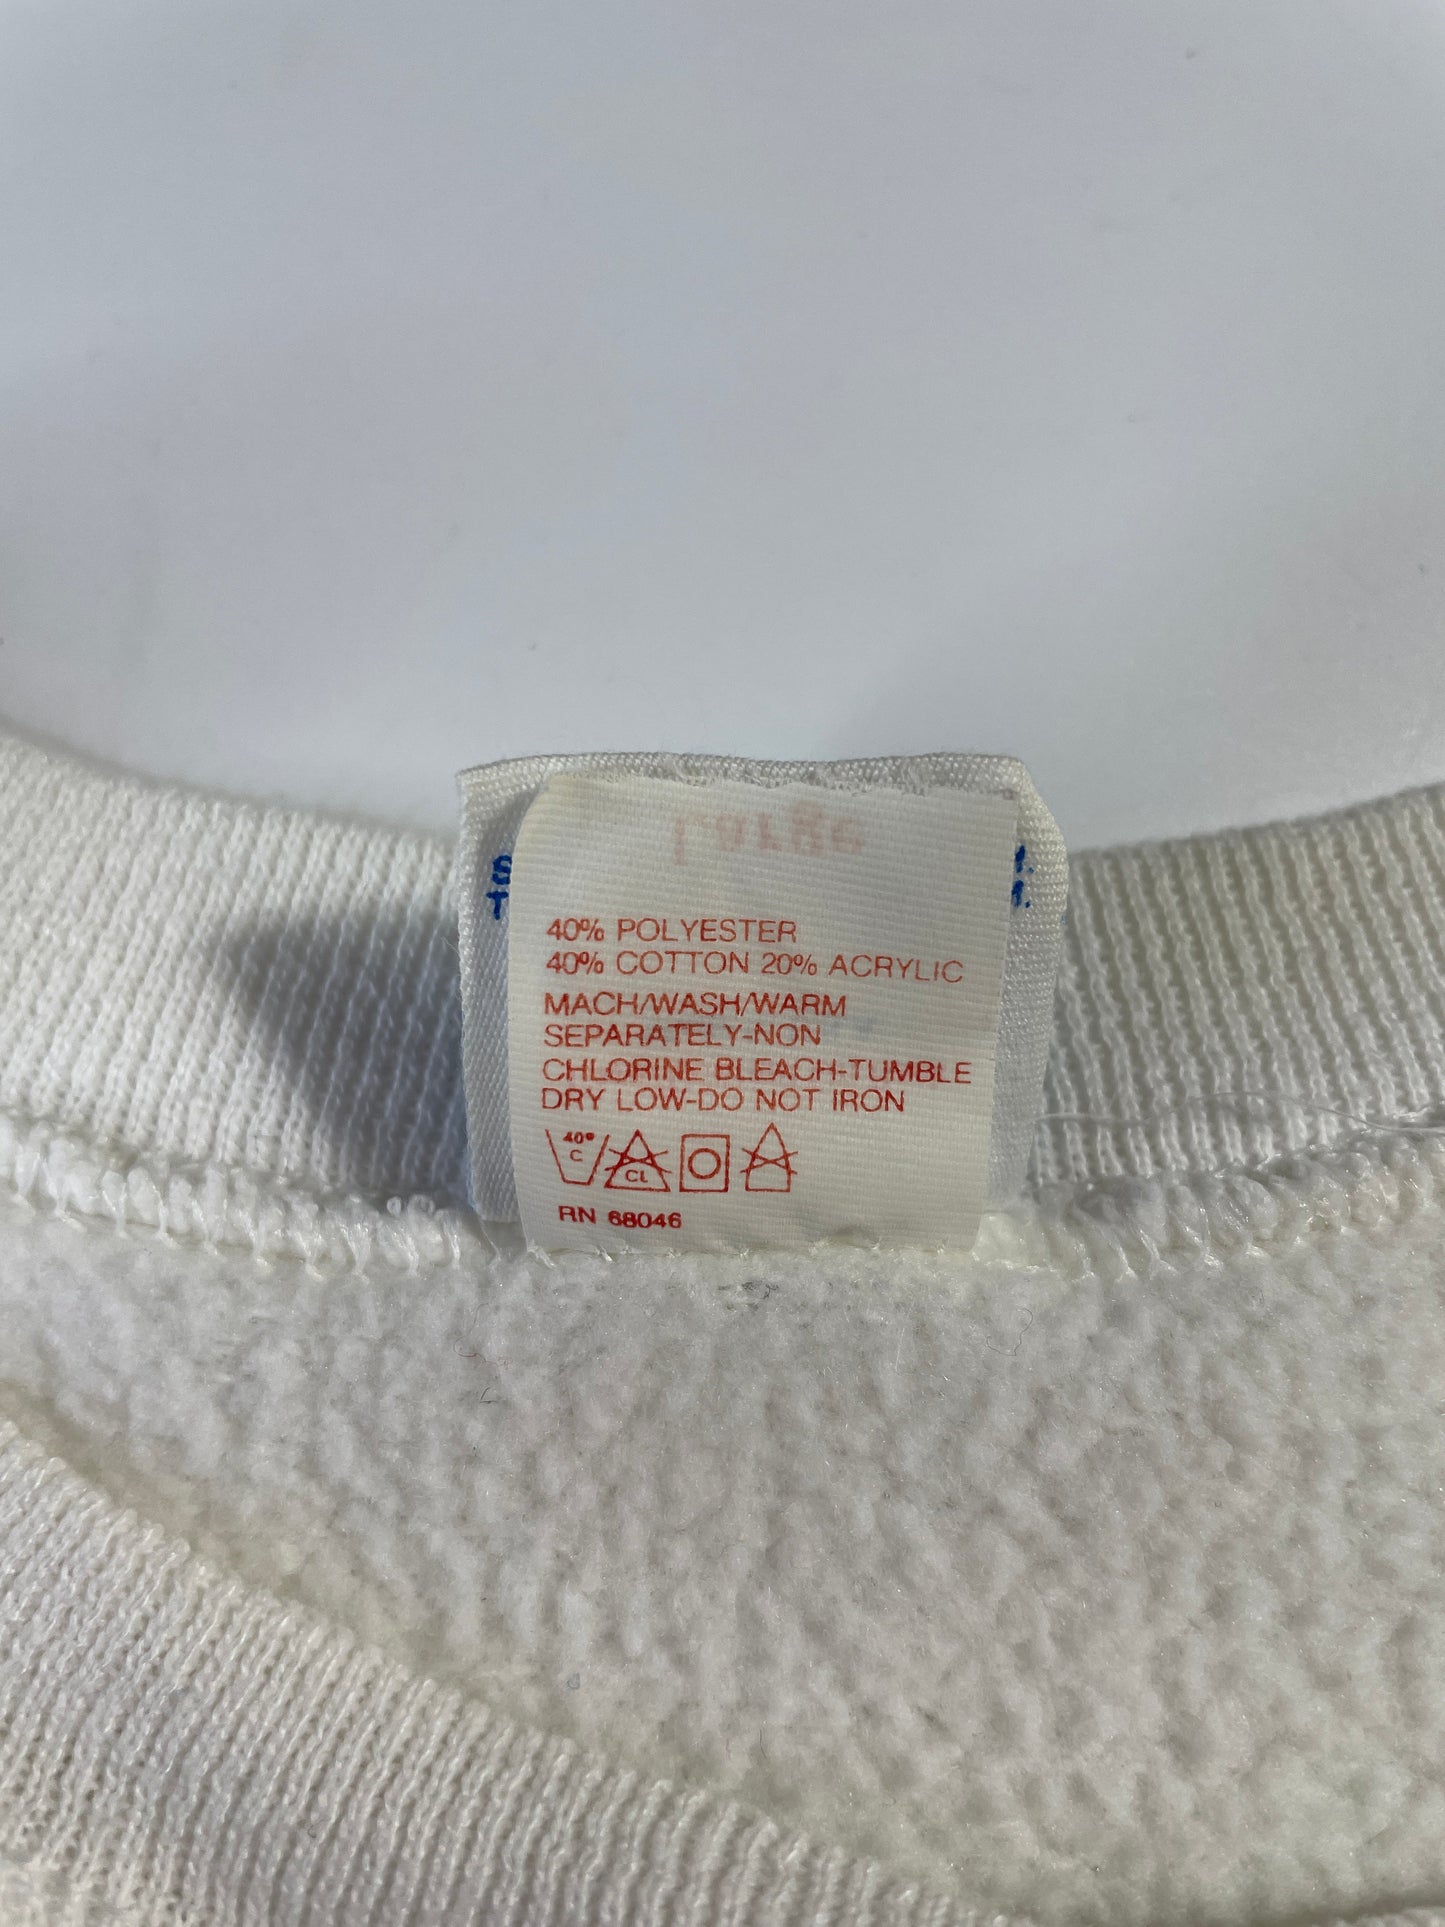 40% POLYESTER
40% COTTON 20% ACRYLIC
MACH/WASH/WARM
SEPARATELY-NON
CHLORINE BLEACH-TUMBLE
DRY LOW-DO NOT IRON
40°
C
CL
RN 68046